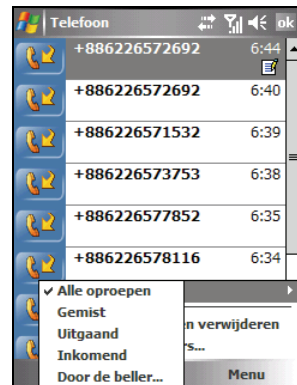 Telefoon ok
+886226572692 6:44
+886226572692 6:40
+886226571532 6:39
+886226573753 6:38
+886226577852 6:35
+886226578116 6:34
Alle oproepen
Gemist
Uitgaand
Inkomend
Door de beller...
verwijderen
Menu